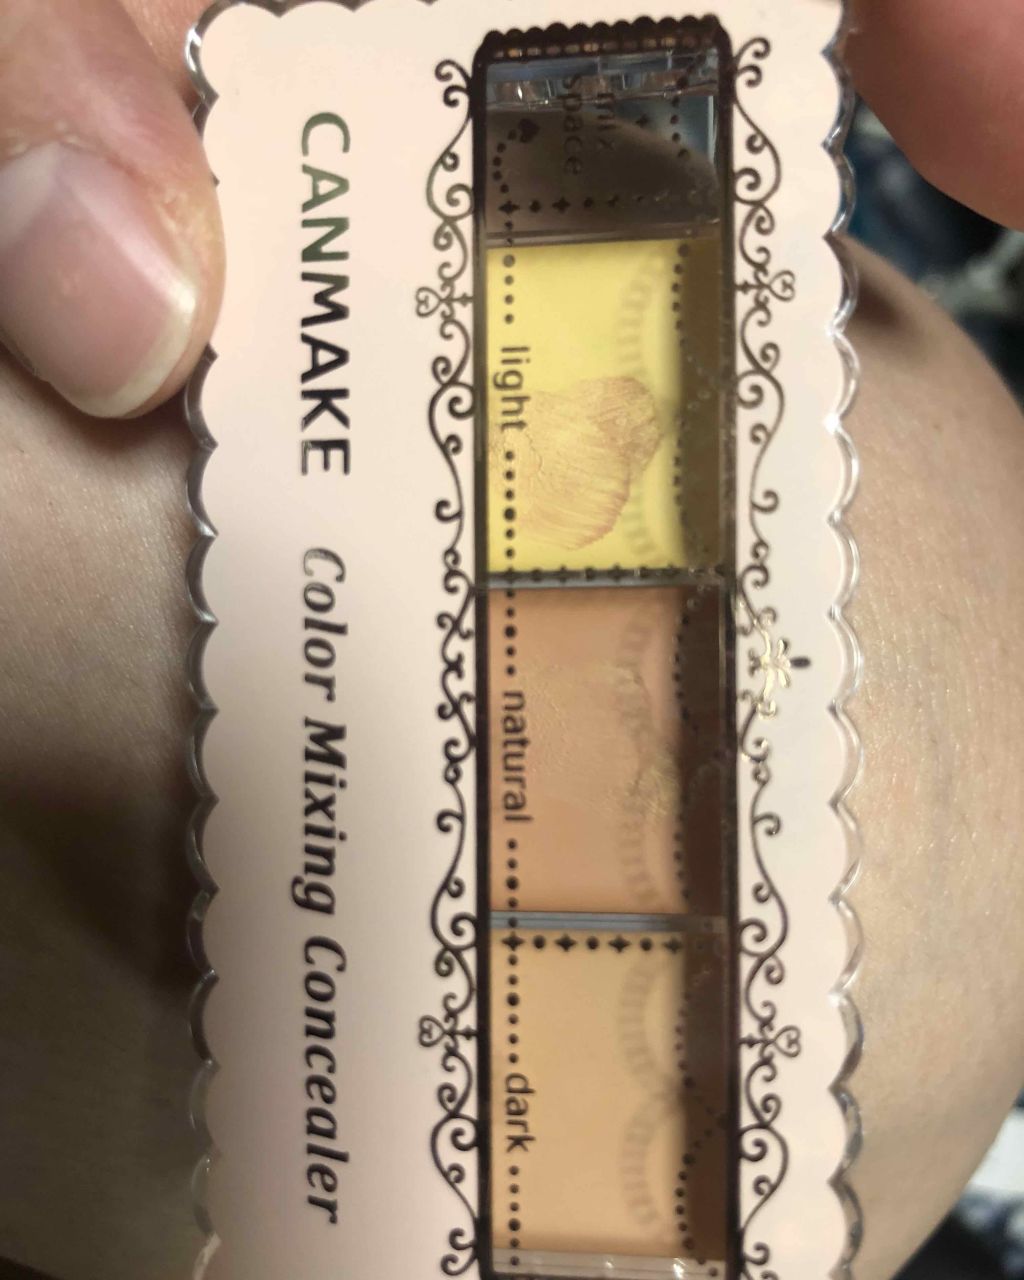 mix
space
light
natural
dark
CANMAKE Color Mixing Concealer